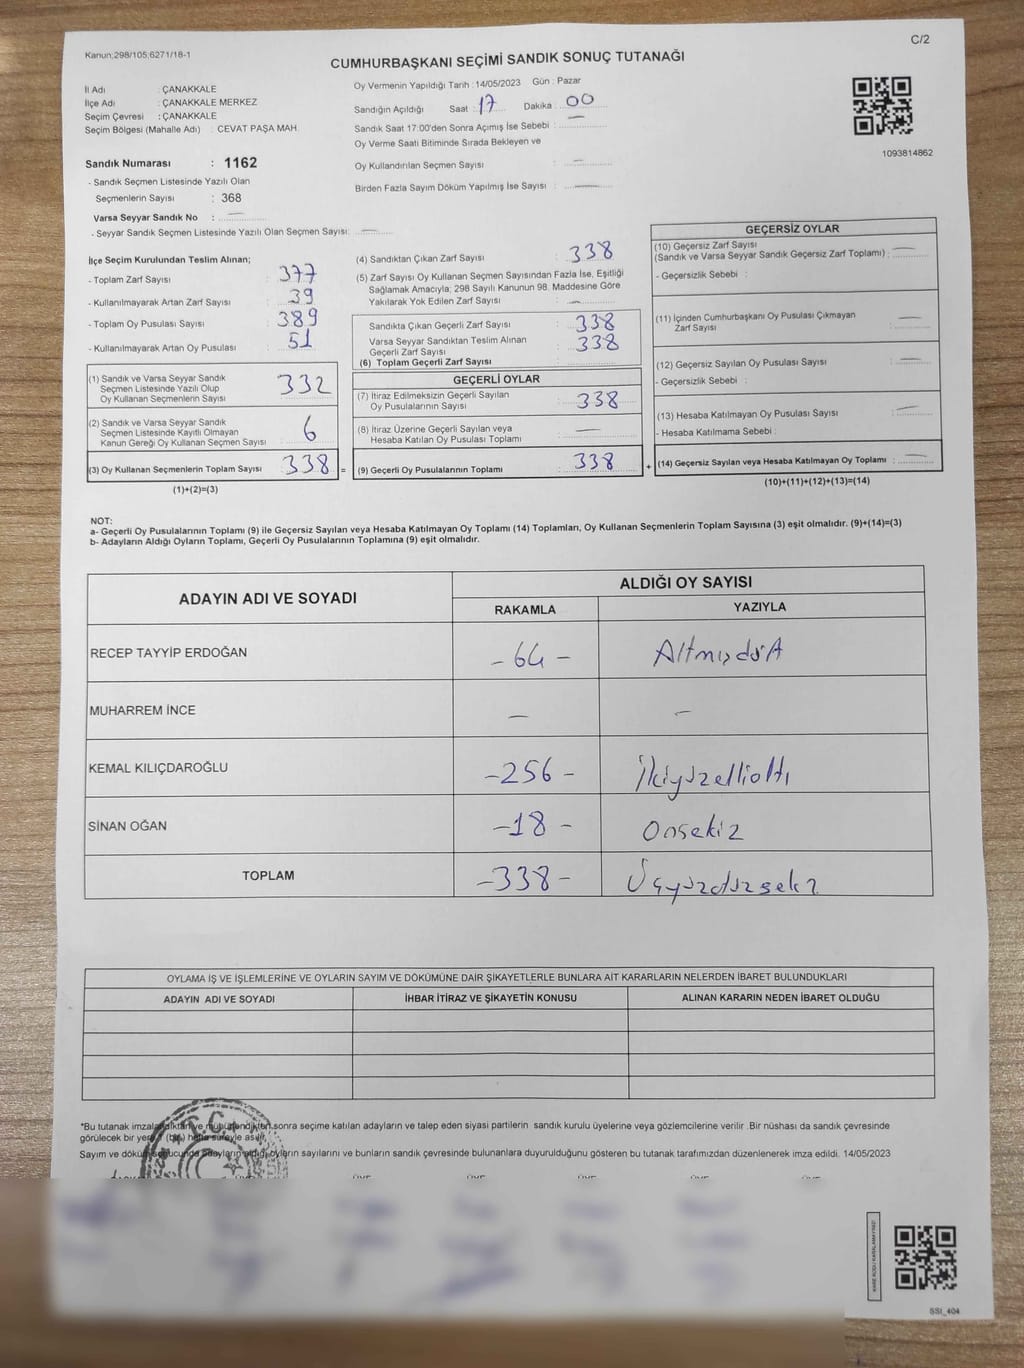 Kanun;298/105;6271/18-1
C/2
CUMHURBAŞKANI SEÇİMİ SANDIK SONUÇ TUTANAĞI
İl Adı : ÇANAKKALE
İlçe Adı : ÇANAKKALE MERKEZ
Seçim Çevresi : ÇANAKKALE
Seçim Bölgesi (Mahalle Adı) : CEVAT PAŞA MAH.
Sandık Numarası : 1162
- Sandık Seçmen Listesinde Yazılı Olan
Seçmenlerin Sayısı : 368
Varsa Seyyar Sandık No : —
- Seyyar Sandık Seçmen Listesinde Yazılı Olan Seçmen Sayısı: —
Oy Vermenin Yapıldığı Tarih : 14/05/2023 Gün : Pazar
Sandığın Açıldığı Saat : 17 Dakika : 00
Sandık Saat 17:00'den Sonra Açımış İse Sebebi : —
Oy Verme Saati Bitiminde Sırada Bekleyen ve
Oy Kullandırılan Seçmen Sayısı : —
Birden Fazla Sayım Döküm Yapılmış İse Sayısı : —
1093814862
İlçe Seçim Kurulundan Teslim Alınan;
- Toplam Zarf Sayısı : 377
- Kullanılmayarak Artan Zarf Sayısı : 39
- Toplam Oy Pusulası Sayısı : 389
- Kullanılmayarak Artan Oy Pusulası : 51
(1) Sandık ve Varsa Seyyar Sandık
Seçmen Listesinde Yazılı Olup
Oy Kullanan Seçmenlerin Sayısı 332
(2) Sandık ve Varsa Seyyar Sandık
Seçmen Listesinde Kayıtlı Olmayan
Kanun Gereği Oy Kullanan Seçmen Sayısı 6
(3) Oy Kullanan Seçmenlerin Toplam Sayısı 338 =
(1)+(2)=(3)
(4) Sandıktan Çıkan Zarf Sayısı : 338
(5) Zarf Sayısı Oy Kullanan Seçmen Sayısından Fazla İse, Eşitliği
Sağlamak Amacıyla; 298 Sayılı Kanunun 98. Maddesine Göre
Yakılarak Yok Edilen Zarf Sayısı : —
Sandıkta Çıkan Geçerli Zarf Sayısı : 338
Varsa Seyyar Sandıktan Teslim Alınan
Geçerli Zarf Sayısı : 338
(6) Toplam Geçerli Zarf Sayısı :
GEÇERLİ OYLAR
(7) İtiraz Edilmeksizin Geçerli Sayılan
Oy Pusulalarının Sayısı : 338
(8) İtiraz Üzerine Geçerli Sayılan veya
Hesaba Katılan Oy Pusulası Toplamı : —
(9) Geçerli Oy Pusulalarının Toplamı : 338 +
GEÇERSİZ OYLAR
(10) Geçersiz Zarf Sayısı
(Sandık ve Varsa Seyyar Sandık Geçersiz Zarf Toplamı) : —
- Geçersizlik Sebebi :
(11) İçinden Cumhurbaşkanı Oy Pusulası Çıkmayan
Zarf Sayısı : —
(12) Geçersiz Sayılan Oy Pusulası Sayısı : —
- Geçersizlik Sebebi :
(13) Hesaba Katılmayan Oy Pusulası Sayısı : —
- Hesaba Katılmama Sebebi :
(14) Geçersiz Sayılan veya Hesaba Katılmayan Oy Toplamı : —
(10)+(11)+(12)+(13)=(14)
NOT:
a- Geçerli Oy Pusulalarının Toplamı (9) ile Geçersiz Sayılan veya Hesaba Katılmayan Oy Toplamı (14) Toplamları, Oy Kullanan Seçmenlerin Toplam Sayısına (3) eşit olmalıdır. (9)+(14)=(3)
b- Adayların Aldığı Oyların Toplamı, Geçerli Oy Pusulalarının Toplamına (9) eşit olmalıdır.
ADAYIN ADI VE SOYADI
ALDIĞI OY SAYISI
RAKAMLA YAZIYLA
RECEP TAYYİP ERDOĞAN - 64 - Altmışdört
MUHARREM İNCE — —
KEMAL KILIÇDAROĞLU -256- İkiyüzellialtı
SİNAN OĞAN -18- Onsekiz
TOPLAM -338- Üçyüzotuzsekiz
OYLAMA İŞ VE İŞLEMLERİNE VE OYLARIN SAYIM VE DÖKÜMÜNE DAİR ŞİKAYETLERLE BUNLARA AİT KARARLARIN NELERDEN İBARET BULUNDUKLARI
ADAYIN ADI VE SOYADI İHBAR İTİRAZ VE ŞİKAYETİN KONUSU ALINAN KARARIN NEDEN İBARET OLDUĞU
*Bu tutanak imzalandıktan ve mühürlendikten sonra seçime katılan adayların ve talep eden siyasi partilerin sandık kurulu üyelerine veya gözlemcilerine verilir. Bir nüshası da sandık çevresinde
görülecek bir yere 1 (bir) hafta süreyle asılır.
Sayım ve döküm sonucunda adayların aldığı oyların sayılarını ve bunların sandık çevresinde bulunanlara duyurulduğunu gösteren bu tutanak tarafımızdan düzenlenerek imza edildi. 14/05/2023
T.C.
SSI_404